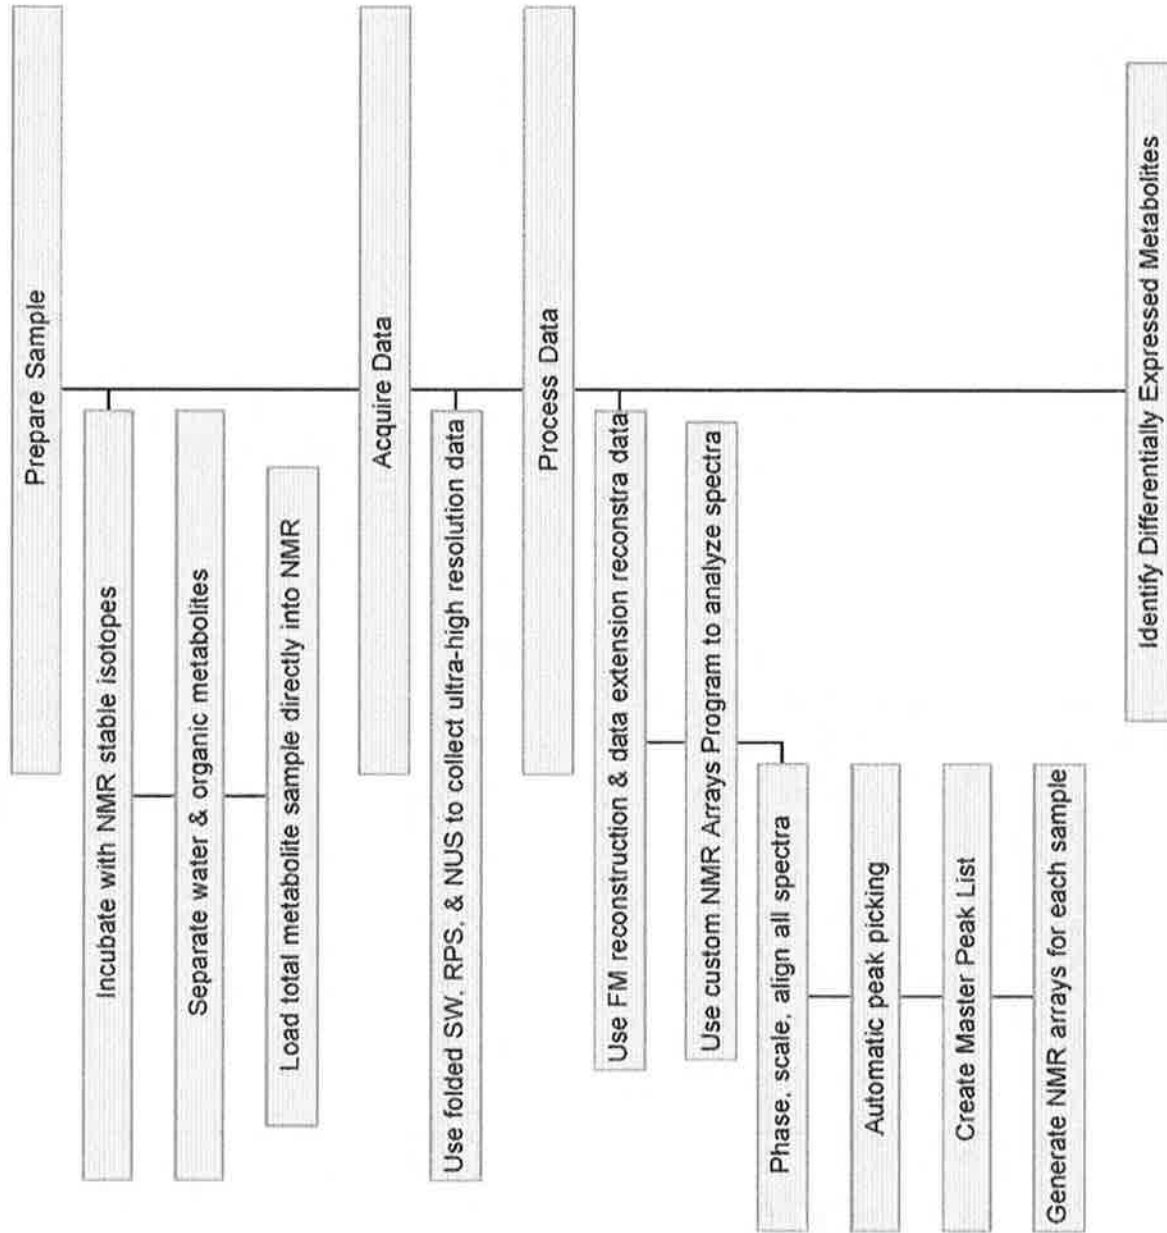 Prepare Sample
Incubate with NMR stable isotopes
Separate water & organic metabolites
Load total metabolite sample directly into NMR
Acquire Data
Use folded SW, RPS, & NUS to collect ultra-high resolution data
Process Data
Use FM reconstruction & data extension reconstra data
Use custom NMR Arrays Program to analyze spectra
Phase, scale, align all spectra
Automatic peak picking
Create Master Peak List
Generate NMR arrays for each sample
Identify Differentially Expressed Metabolites